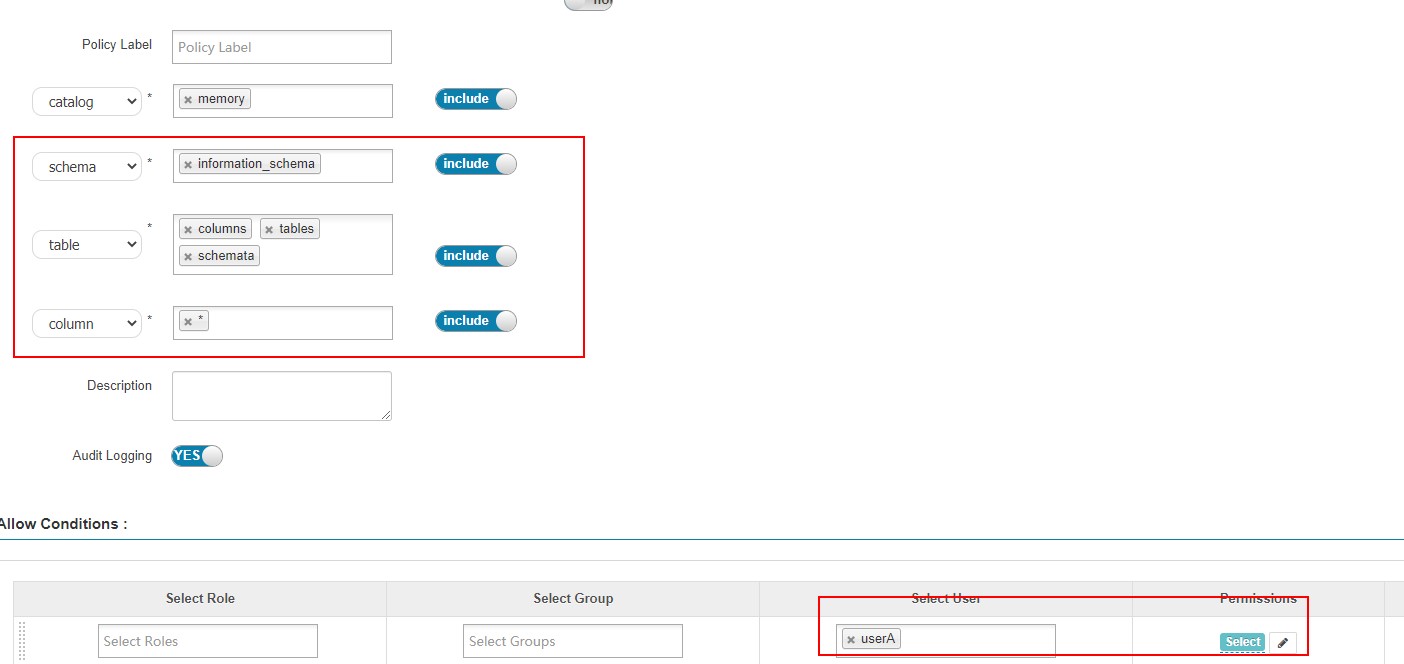 Policy Label Policy Label
catalog * × memory include
schema * × information_schema include
× columns × tables
table * × schemata include
column * × * include
Description
Audit Logging YES
Allow Conditions :
Select Role Select Group Select User Permissions
Select Roles Select Groups × userA Select